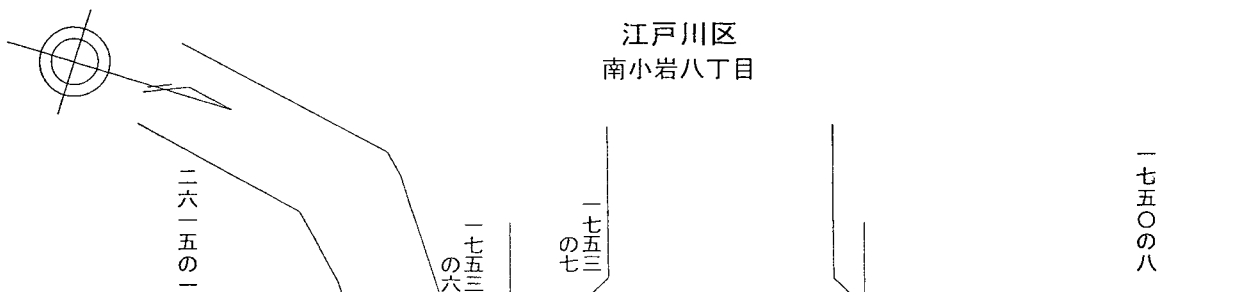 江戸川区
南小岩八丁目
一七五〇の八
一七五三
の七
一七五三
の六
二六一五の一